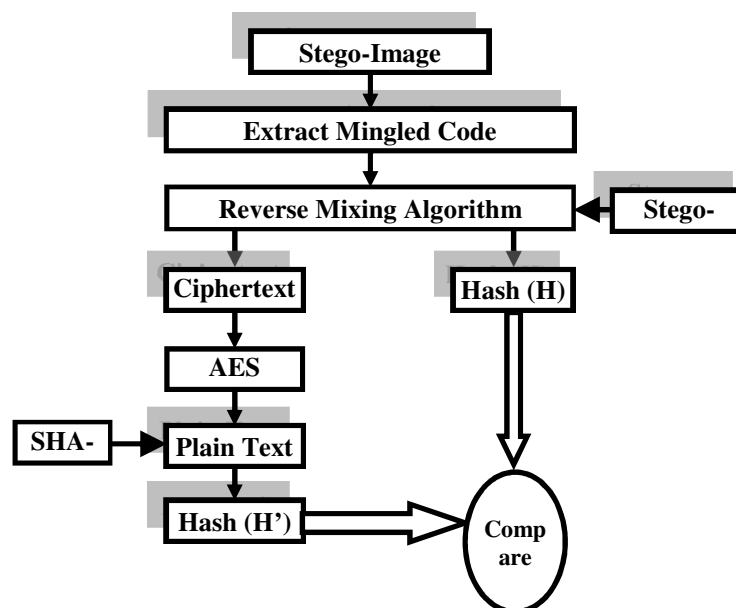 Stego-Image
Extract Mingled Code
Reverse Mixing Algorithm
Stego-
Ciphertext
Hash (H)
AES
SHA-
Plain Text
Hash (H’)
Comp
are